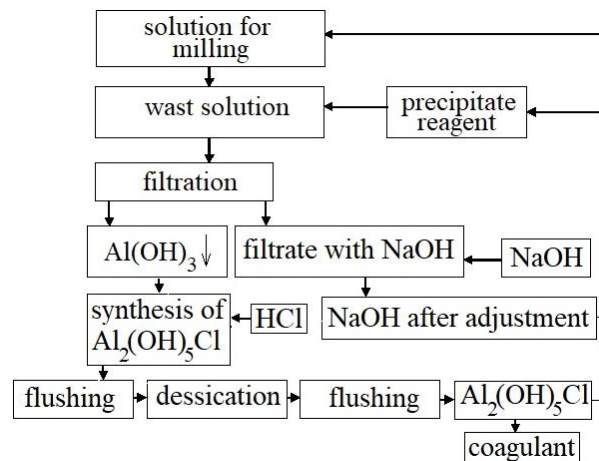 solution for
milling
wast solution
precipitate
reagent
filtration
Al(OH)₃↓
filtrate with NaOH
NaOH
synthesis of
Al₂(OH)₅Cl
HCl
NaOH after adjustment
flushing
dessication
flushing
Al₂(OH)₅Cl
coagulant